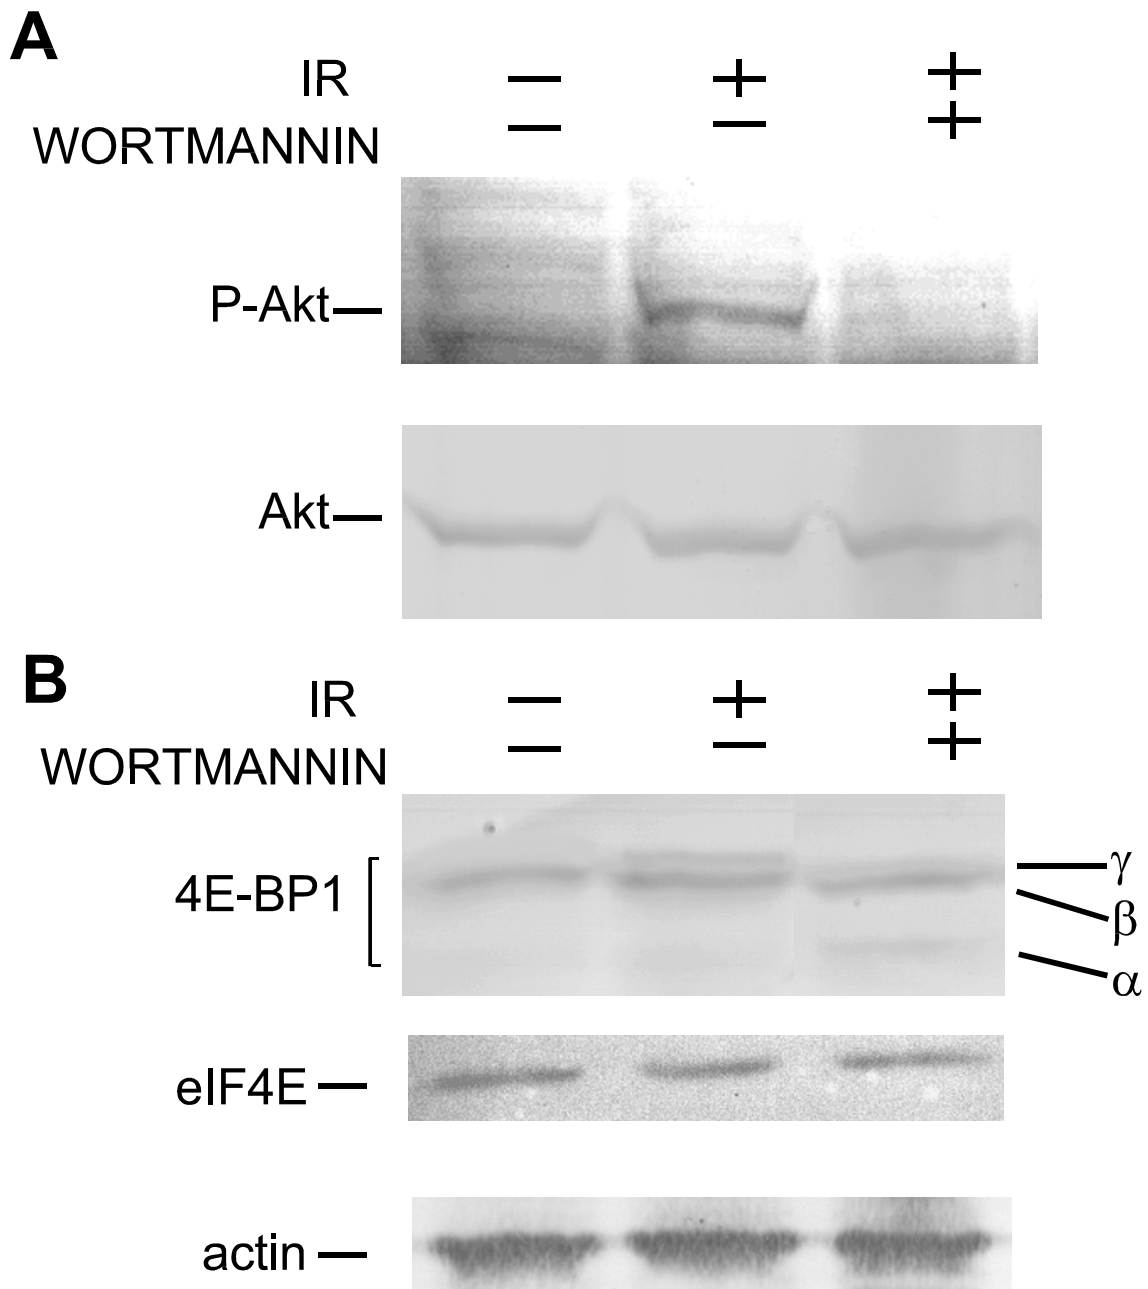 A
IR − + +
WORTMANNIN − − +
P-Akt
Akt
B
IR − + +
WORTMANNIN − − +
4E-BP1
γ
β
α
eIF4E
actin